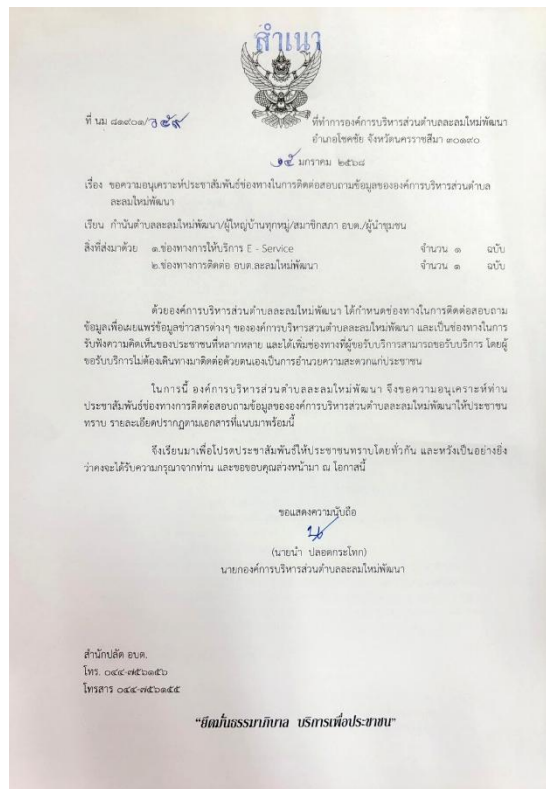 สำเนา
ที่ นม ๘๑๙๐๑/
ที่ทำการองค์การบริหารส่วนตำบลละลมใหม่พัฒนา
อำเภอโชคชัย จังหวัดนครราชสีมา ๓๐๑๙๐
๑๕ มกราคม ๒๕๖๘
เรื่อง ขอความอนุเคราะห์ประชาสัมพันธ์ช่องทางในการติดต่อสอบถามข้อมูลขององค์การบริหารส่วนตำบล
ละลมใหม่พัฒนา
เรียน กำนันตำบลละลมใหม่พัฒนา/ผู้ใหญ่บ้านทุกหมู่/สมาชิกสภา อบต./ผู้นำชุมชน
สิ่งที่ส่งมาด้วย ๑.ช่องทางการให้บริการ E - Service จำนวน ๑ ฉบับ
๒.ช่องทางการติดต่อ อบต.ละลมใหม่พัฒนา จำนวน ๑ ฉบับ
ด้วยองค์การบริหารส่วนตำบลละลมใหม่พัฒนา ได้กำหนดช่องทางในการติดต่อสอบถาม
ข้อมูลเพื่อเผยแพร่ข้อมูลข่าวสารต่างๆ ขององค์การบริหารสวนตำบลละลมใหม่พัฒนา และเป็นช่องทางในการ
รับฟังความคิดเห็นของประชาชนที่หลากหลาย และได้เพิ่มช่องทางที่ผู้ขอรับบริการสามารถขอรับบริการ โดยผู้
ขอรับบริการไม่ต้องเดินทางมาติดต่อด้วยตนเองเป็นการอำนวยความสะดวกแก่ประชาชน
ในการนี้ องค์การบริหารส่วนตำบลละลมใหม่พัฒนา จึงขอความอนุเคราะห์ท่าน
ประชาสัมพันธ์ช่องทางการติดต่อสอบถามข้อมูลขององค์การบริหารส่วนตำบลละลมใหม่พัฒนาให้ประชาชน
ทราบ รายละเอียดปรากฏตามเอกสารที่แนบมาพร้อมนี้
จึงเรียนมาเพื่อโปรดประชาสัมพันธ์ให้ประชาชนทราบโดยทั่วกัน และหวังเป็นอย่างยิ่ง
ว่าคงจะได้รับความกรุณาจากท่าน และขอขอบคุณล่วงหน้ามา ณ โอกาสนี้
ขอแสดงความนับถือ
(นายนำ ปลอดกระโทก)
นายกองค์การบริหารส่วนตำบลละลมใหม่พัฒนา
สำนักปลัด อบต.
โทร. ๐๔๔-๗๕๖๑๕๖
โทรสาร ๐๔๔-๗๕๖๑๕๕
“ยึดมั่นธรรมาภิบาล บริการเพื่อประชาชน”